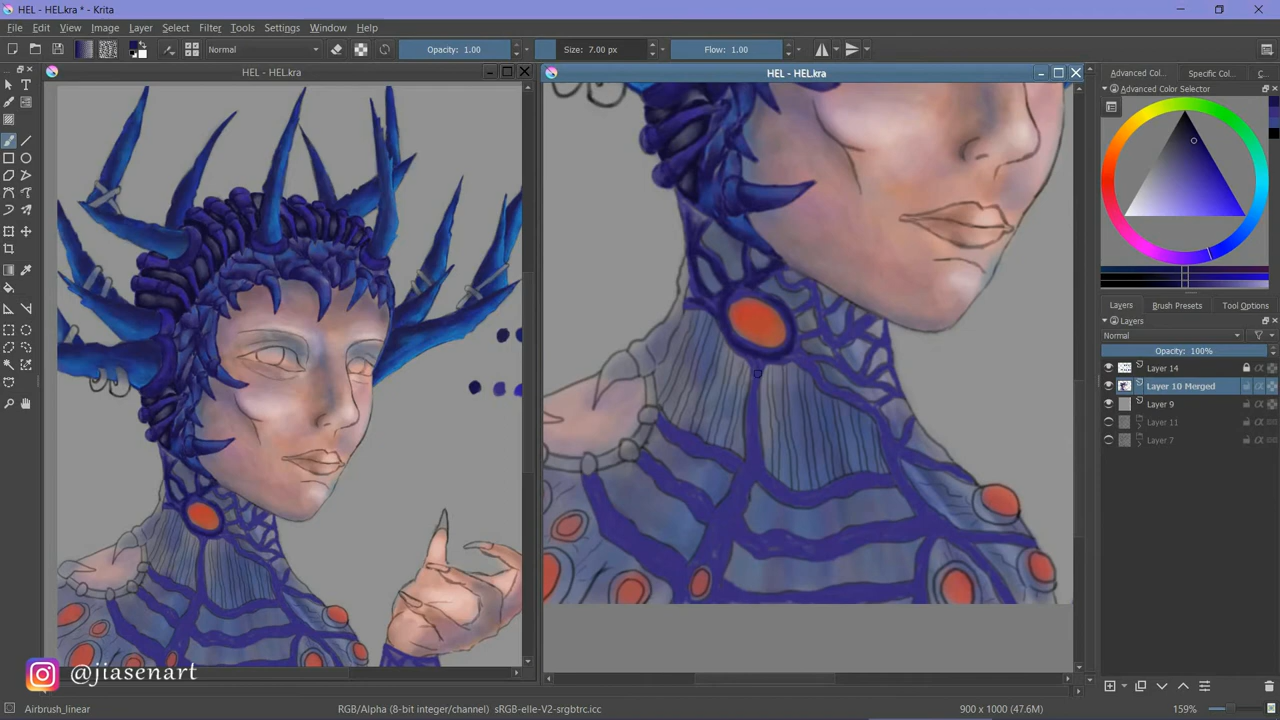 HEL - HEL.kra * - Krita
File Edit View Image Layer Select Filter Tools Settings Window Help
Normal Opacity: 1.00 Size: 7.00 px Flow: 1.00
HEL - HEL.kra
HEL - HEL.kra
Advanced Col... Specific Col... C...
Advanced Color Selector
Layers Brush Presets Tool Options
Layers
Normal
Opacity: 100%
Layer 14
Layer 10 Merged
Layer 9
Layer 11
Layer 7
@jiasenart
Airbrush_linear RGB/Alpha (8-bit integer/channel) sRGB-elle-V2-srgbtrc.icc 900 x 1000 (47.6M) 159%